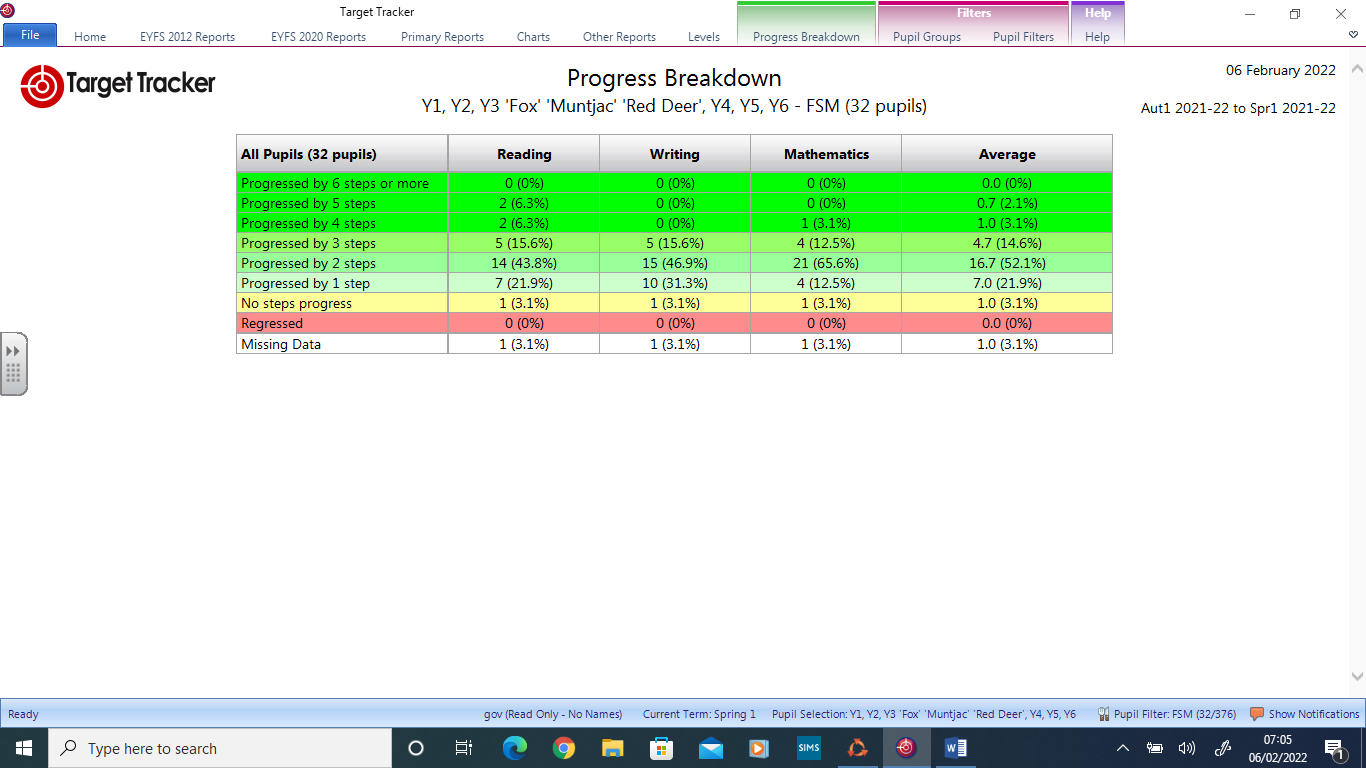 Target Tracker
Filters
Help
File Home EYFS 2012 Reports EYFS 2020 Reports Primary Reports Charts Other Reports Levels Progress Breakdown Pupil Groups Pupil Filters Help
Target Tracker
Progress Breakdown
06 February 2022
Y1, Y2, Y3 'Fox' 'Muntjac' 'Red Deer', Y4, Y5, Y6 - FSM (32 pupils)
Aut1 2021-22 to Spr1 2021-22
All Pupils (32 pupils) Reading Writing Mathematics Average
Progressed by 6 steps or more 0 (0%) 0 (0%) 0 (0%) 0.0 (0%)
Progressed by 5 steps 2 (6.3%) 0 (0%) 0 (0%) 0.7 (2.1%)
Progressed by 4 steps 2 (6.3%) 0 (0%) 1 (3.1%) 1.0 (3.1%)
Progressed by 3 steps 5 (15.6%) 5 (15.6%) 4 (12.5%) 4.7 (14.6%)
Progressed by 2 steps 14 (43.8%) 15 (46.9%) 21 (65.6%) 16.7 (52.1%)
Progressed by 1 step 7 (21.9%) 10 (31.3%) 4 (12.5%) 7.0 (21.9%)
No steps progress 1 (3.1%) 1 (3.1%) 1 (3.1%) 1.0 (3.1%)
Regressed 0 (0%) 0 (0%) 0 (0%) 0.0 (0%)
Missing Data 1 (3.1%) 1 (3.1%) 1 (3.1%) 1.0 (3.1%)
Ready gov (Read Only - No Names) Current Term: Spring 1 Pupil Selection: Y1, Y2, Y3 'Fox' 'Muntjac' 'Red Deer', Y4, Y5, Y6 Pupil Filter: FSM (32/376) Show Notifications
Type here to search SIMS 07:05
06/02/2022 1